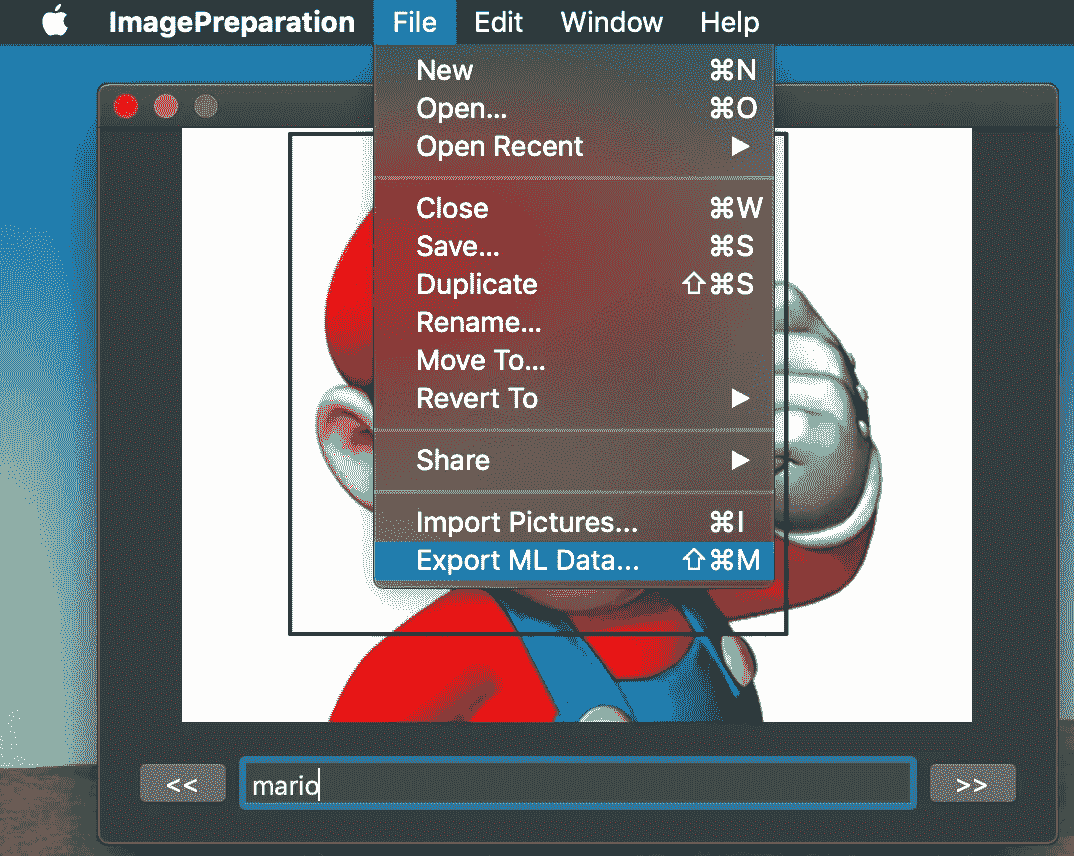 ImagePreparation File Edit Window Help
New ⌘N
Open... ⌘O
Open Recent ▶
Close ⌘W
Save... ⌘S
Duplicate ⇧⌘S
Rename...
Move To...
Revert To ▶
Share ▶
Import Pictures... ⌘I
Export ML Data... ⇧⌘M
<< mario >>